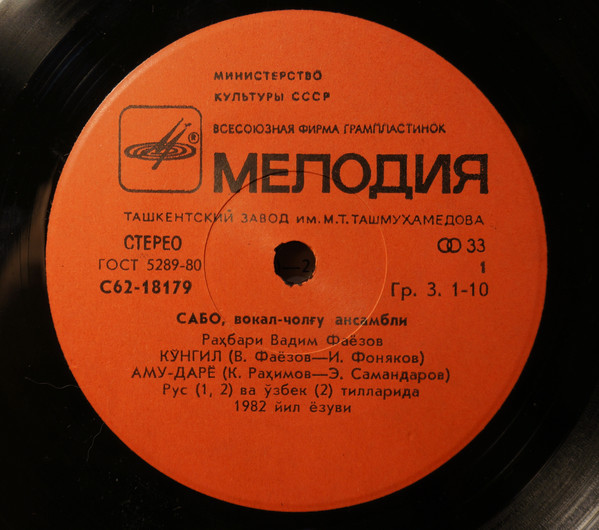 МИНИСТЕРСТВО
КУЛЬТУРЫ СССР
ВСЕСОЮЗНАЯ ФИРМА ГРАМПЛАСТИНОК
®
МЕЛОДИЯ
ТАШКЕНТСКИЙ ЗАВОД ИМ. М.Т. ТАШМУХАМЕДОВА
СТЕРЕО
33
ГОСТ 5289-80
1
С62-18179
Гр. 3. 1-10
САБО, вокал-чолғу ансамбли
Раҳбари Вадим Фаёзов
КЎНГИЛ (В. Фаёзов—И. Фоняков)
АМУ-ДАРЁ (К. Раҳимов—Э. Самандаров)
Рус (1, 2) ва ўзбек (2) тилларида
1982 йил ёзуви